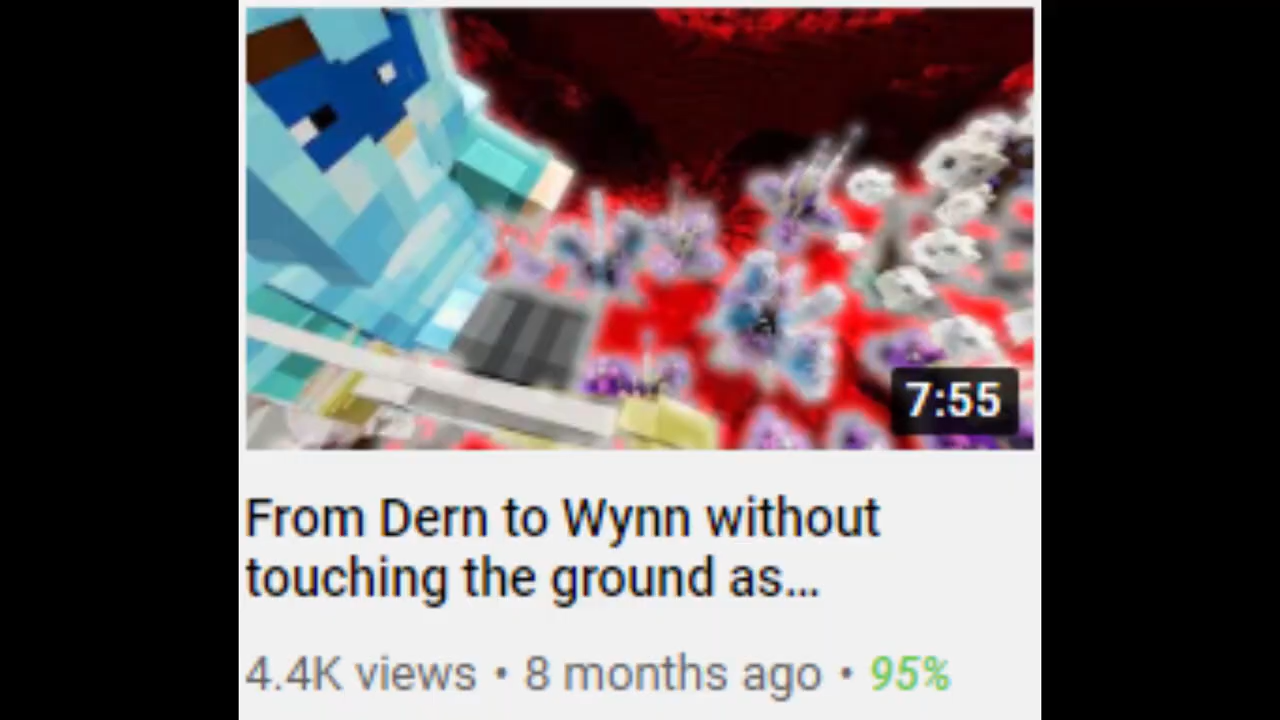 7:55
From Dern to Wynn without
touching the ground as...
4.4K views • 8 months ago • 95%